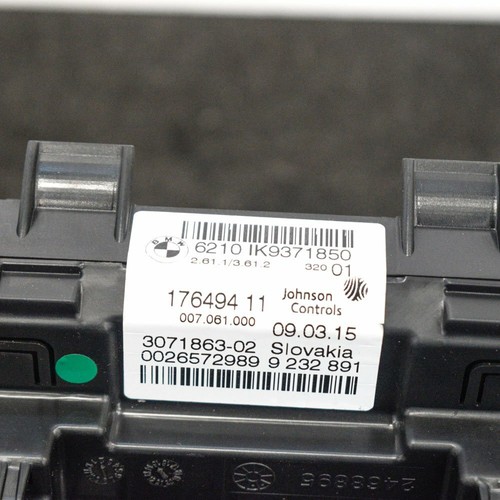 BMW
6210 IK9371850
2.61.1/3.61.2 320 01
176494 11 Johnson Controls
007.061.000 09.03.15
3071863-02 Slovakia
0026572989 9 232 891